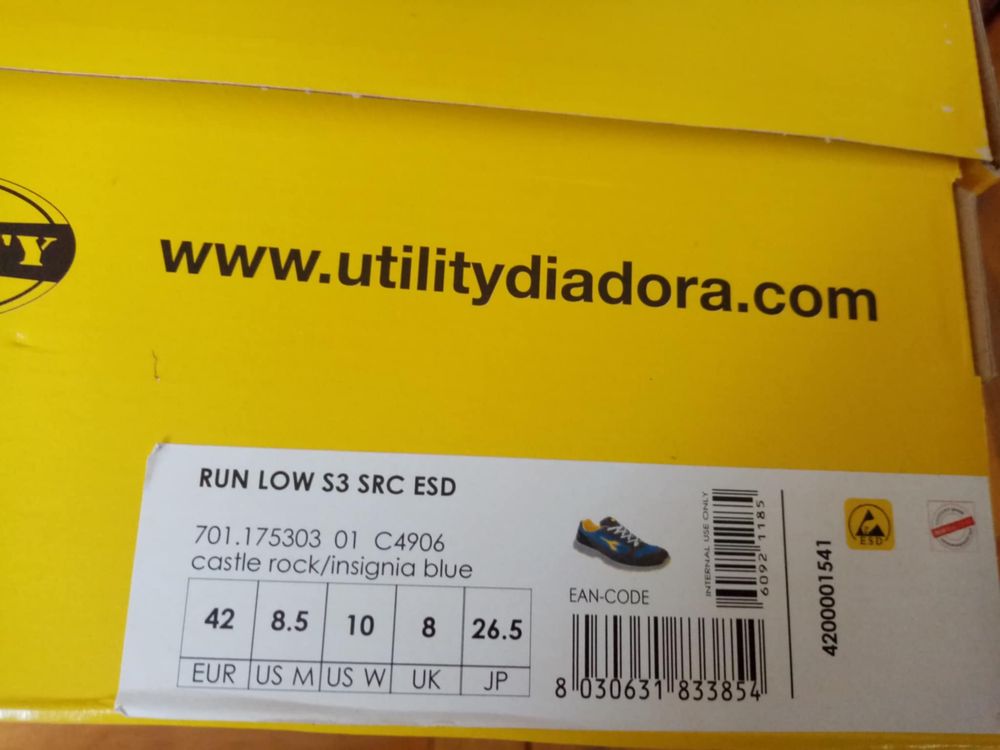 TY
www.utilitydiadora.com
RUN LOW S3 SRC ESD
701.175303 01 C4906
castle rock/insignia blue
42 8.5 10 8 26.5
EUR US M US W UK JP
EAN-CODE
8 030631 833854
INTERNAL USE ONLY
6092 1185
4200001541
ESD